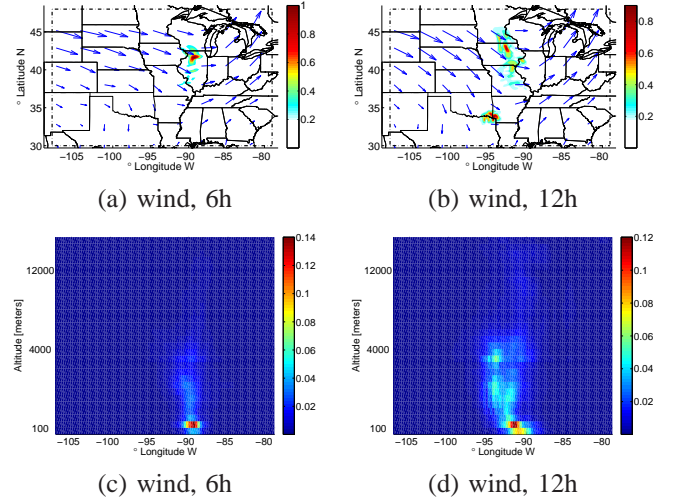 45
40
35
30
° Latitude N
−105 −100 −95 −90 −85 −80
° Longitude W
1
0.8
0.6
0.4
0.2
(a) wind, 6h
45
40
35
30
° Latitude N
−105 −100 −95 −90 −85 −80
° Longitude W
0.8
0.6
0.4
0.2
(b) wind, 12h
12000
4000
100
Altitude [meters]
−105 −100 −95 −90 −85 −80
° Longitude W
0.14
0.12
0.1
0.08
0.06
0.04
0.02
(c) wind, 6h
12000
4000
100
Altitude [meters]
−105 −100 −95 −90 −85 −80
° Longitude W
0.12
0.1
0.08
0.06
0.04
0.02
(d) wind, 12h